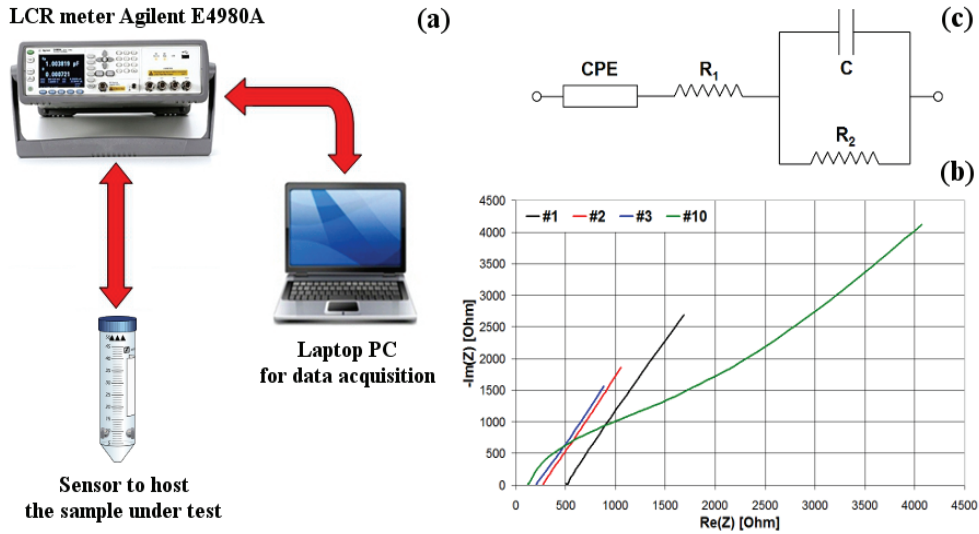 LCR meter Agilent E4980A
(a)
Laptop PC
for data acquisition
Sensor to host
the sample under test
(c)
CPE
R1
C
R2
(b)
#1 #2 #3 #10
4500
4000
3500
3000
2500
2000
1500
1000
500
0
-Im(Z) [Ohm]
0 500 1000 1500 2000 2500 3000 3500 4000 4500
Re(Z) [Ohm]